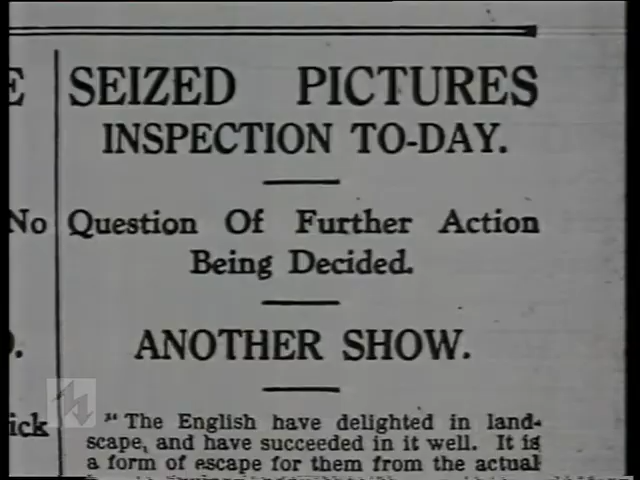 E
SEIZED PICTURES
INSPECTION TO-DAY.
No
Question Of Further Action
Being Decided.
ANOTHER SHOW.
ick
" The English have delighted in land-
scape, and have succeeded in it well. It is
a form of escape for them from the actual